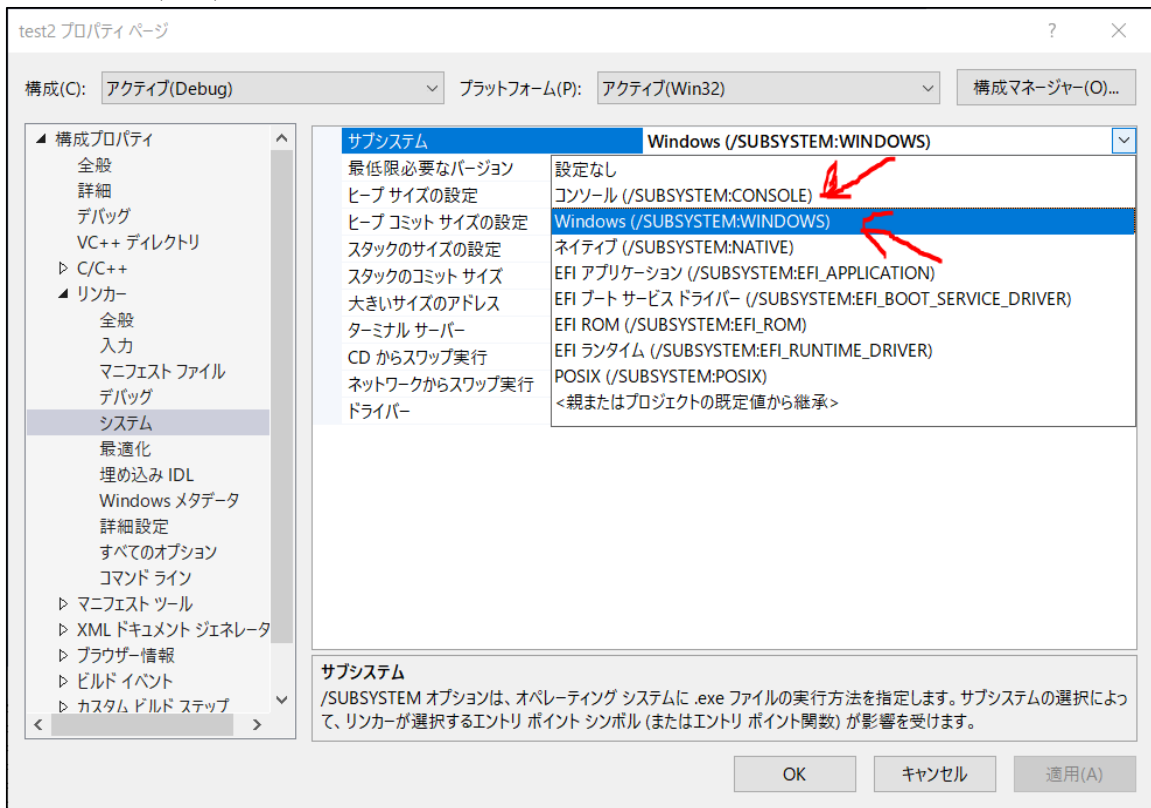 test2 プロパティ ページ
? ×
構成(C): アクティブ(Debug) プラットフォーム(P): アクティブ(Win32) 構成マネージャー(O)...
構成プロパティ
全般
詳細
デバッグ
VC++ ディレクトリ
C/C++
リンカー
全般
入力
マニフェスト ファイル
デバッグ
システム
最適化
埋め込み IDL
Windows メタデータ
詳細設定
すべてのオプション
コマンド ライン
マニフェスト ツール
XML ドキュメント ジェネレータ
ブラウザー情報
ビルド イベント
カスタム ビルド ステップ
サブシステム Windows (/SUBSYSTEM:WINDOWS)
最低限必要なバージョン
ヒープ サイズの設定
ヒープ コミット サイズの設定
スタックのサイズの設定
スタックのコミット サイズ
大きいサイズのアドレス
ターミナル サーバー
CD からスワップ実行
ネットワークからスワップ実行
ドライバー
設定なし
コンソール (/SUBSYSTEM:CONSOLE)
Windows (/SUBSYSTEM:WINDOWS)
ネイティブ (/SUBSYSTEM:NATIVE)
EFI アプリケーション (/SUBSYSTEM:EFI_APPLICATION)
EFI ブート サービス ドライバー (/SUBSYSTEM:EFI_BOOT_SERVICE_DRIVER)
EFI ROM (/SUBSYSTEM:EFI_ROM)
EFI ランタイム (/SUBSYSTEM:EFI_RUNTIME_DRIVER)
POSIX (/SUBSYSTEM:POSIX)
<親またはプロジェクトの既定値から継承>
サブシステム
/SUBSYSTEM オプションは、オペレーティング システムに .exe ファイルの実行方法を指定します。サブシステムの選択によっ
て、リンカーが選択するエントリ ポイント シンボル (またはエントリ ポイント関数) が影響を受けます。
OK キャンセル 適用(A)